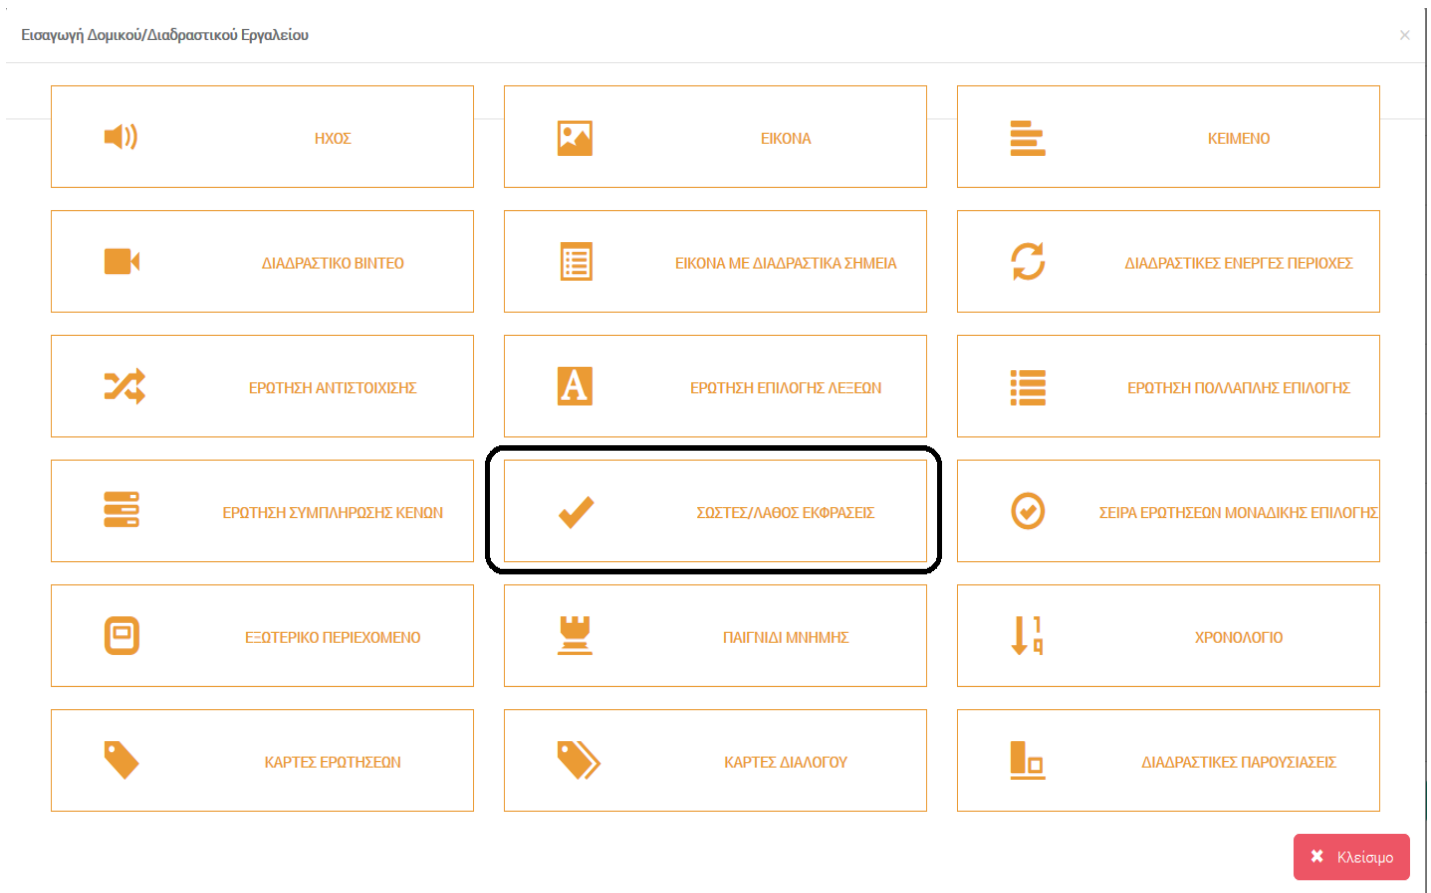 Εισαγωγή Δομικού/Διαδραστικού Εργαλείου
ΗΧΟΣ
ΕΙΚΟΝΑ
ΚΕΙΜΕΝΟ
ΔΙΑΔΡΑΣΤΙΚΟ ΒΙΝΤΕΟ
ΕΙΚΟΝΑ ΜΕ ΔΙΑΔΡΑΣΤΙΚΑ ΣΗΜΕΙΑ
ΔΙΑΔΡΑΣΤΙΚΕΣ ΕΝΕΡΓΕΣ ΠΕΡΙΟΧΕΣ
ΕΡΩΤΗΣΗ ΑΝΤΙΣΤΟΙΧΙΣΗΣ
ΕΡΩΤΗΣΗ ΕΠΙΛΟΓΗΣ ΛΕΞΕΩΝ
ΕΡΩΤΗΣΗ ΠΟΛΛΑΠΛΗΣ ΕΠΙΛΟΓΗΣ
ΕΡΩΤΗΣΗ ΣΥΜΠΛΗΡΩΣΗΣ ΚΕΝΩΝ
ΣΩΣΤΕΣ/ΛΑΘΟΣ ΕΚΦΡΑΣΕΙΣ
ΣΕΙΡΑ ΕΡΩΤΗΣΕΩΝ ΜΟΝΑΔΙΚΗΣ ΕΠΙΛΟΓΗΣ
ΕΞΩΤΕΡΙΚΟ ΠΕΡΙΕΧΟΜΕΝΟ
ΠΑΙΓΝΙΔΙ ΜΝΗΜΗΣ
ΧΡΟΝΟΛΟΓΙΟ
ΚΑΡΤΕΣ ΕΡΩΤΗΣΕΩΝ
ΚΑΡΤΕΣ ΔΙΑΛΟΓΟΥ
ΔΙΑΔΡΑΣΤΙΚΕΣ ΠΑΡΟΥΣΙΑΣΕΙΣ
Κλείσιμο